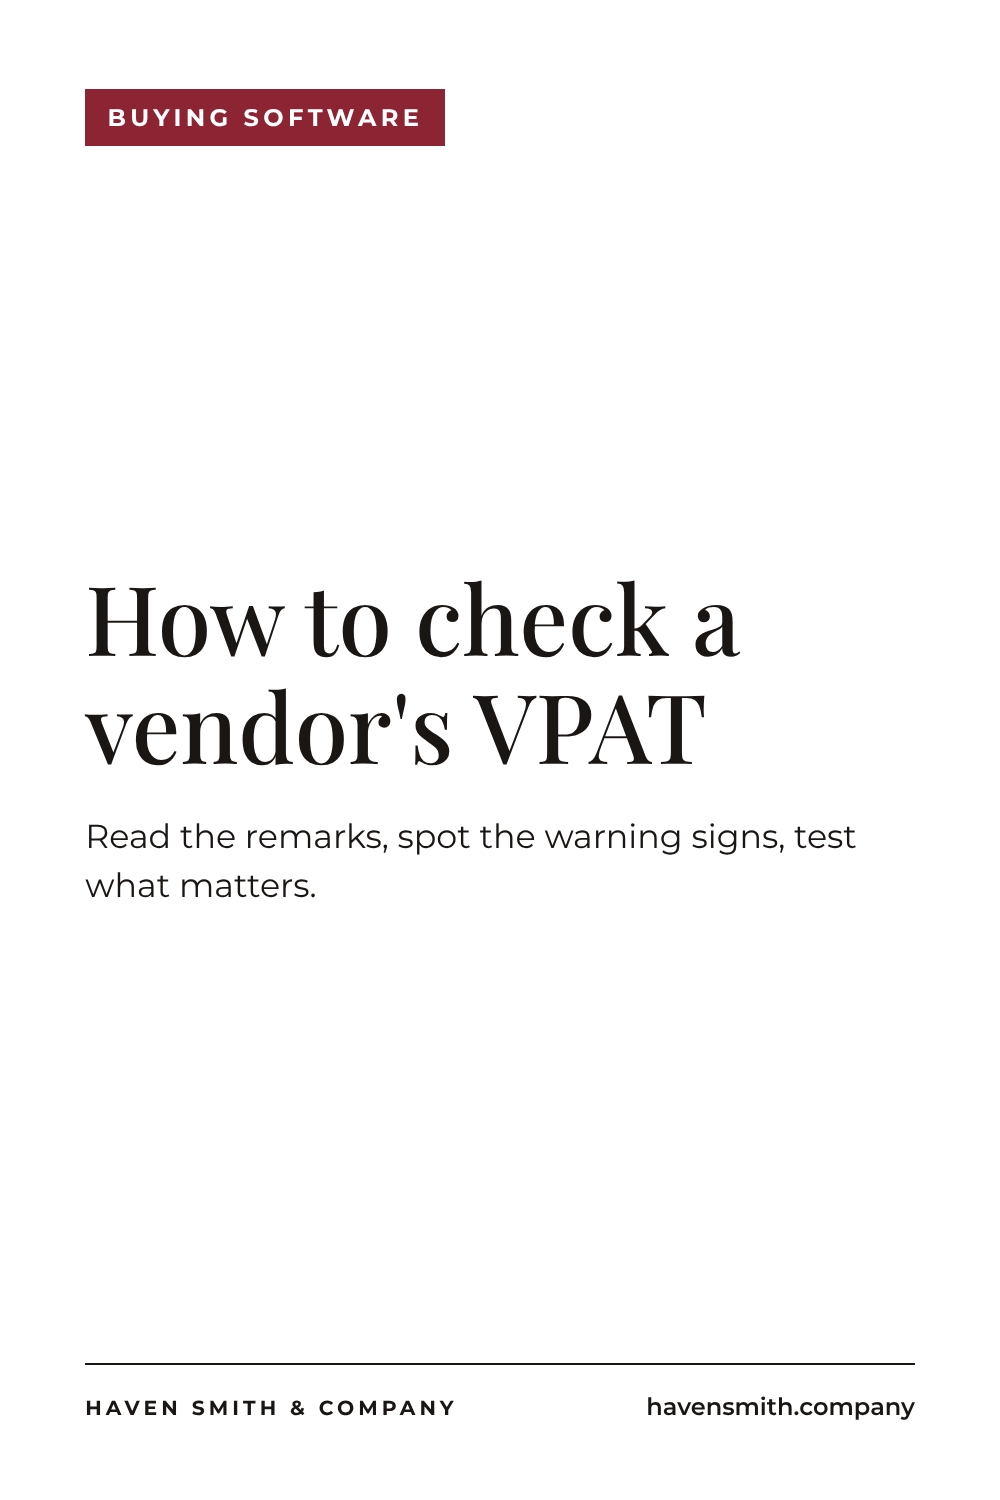 BUYING SOFTWARE
How to check a
vendor's VPAT
Read the remarks, spot the warning signs, test
what matters.
HAVEN SMITH & COMPANY
havensmith.company